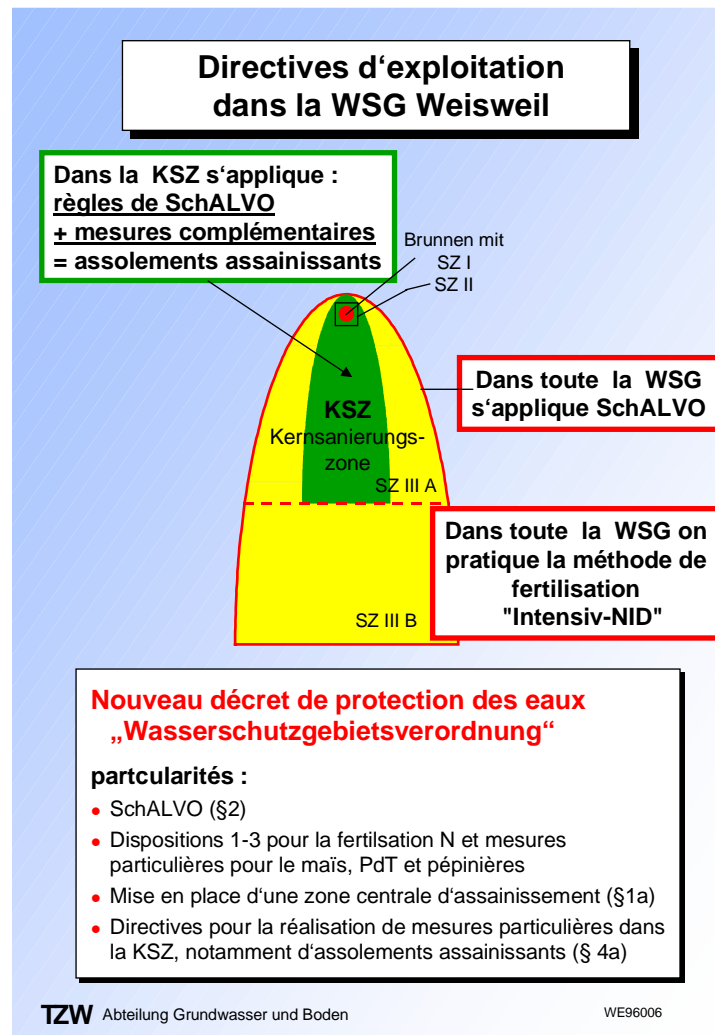 Directives d‘exploitation
dans la WSG Weisweil
Dans la KSZ s‘applique :
règles de SchALVO
+ mesures complémentaires
= assolements assainissants
Brunnen mit
SZ I
SZ II
Dans toute la WSG
s‘applique SchALVO
KSZ
Kernsanierungs-
zone
SZ III A
Dans toute la WSG on
pratique la méthode de
fertilisation
"Intensiv-NID"
SZ III B
Nouveau décret de protection des eaux
„Wasserschutzgebietsverordnung“
partcularités :
• SchALVO (§2)
• Dispositions 1-3 pour la fertilsation N et mesures
particulières pour le maïs, PdT et pépinières
• Mise en place d‘une zone centrale d‘assainissement (§1a)
• Directives pour la réalisation de mesures particulières dans
la KSZ, notamment d‘assolements assainissants (§ 4a)
TZW Abteilung Grundwasser und Boden
WE96006